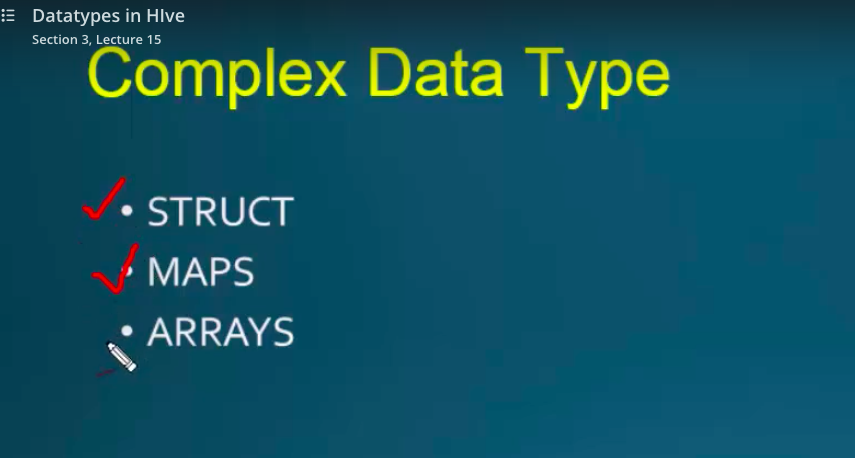 Datatypes in HIve
Section 3, Lecture 15
Complex Data Type
• STRUCT
• MAPS
• ARRAYS